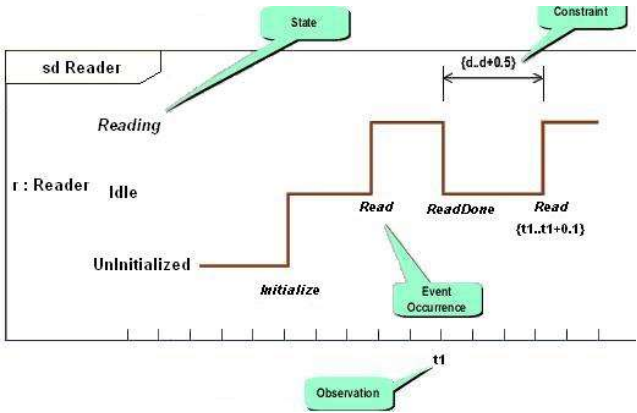 State
Constraint
sd Reader
{d..d+0.5}
Reading
r : Reader
Idle
Read
ReadDone
Read
{t1..t1+0.1}
UnInitialized
Initialize
Event
Occurrence
t1
Observation